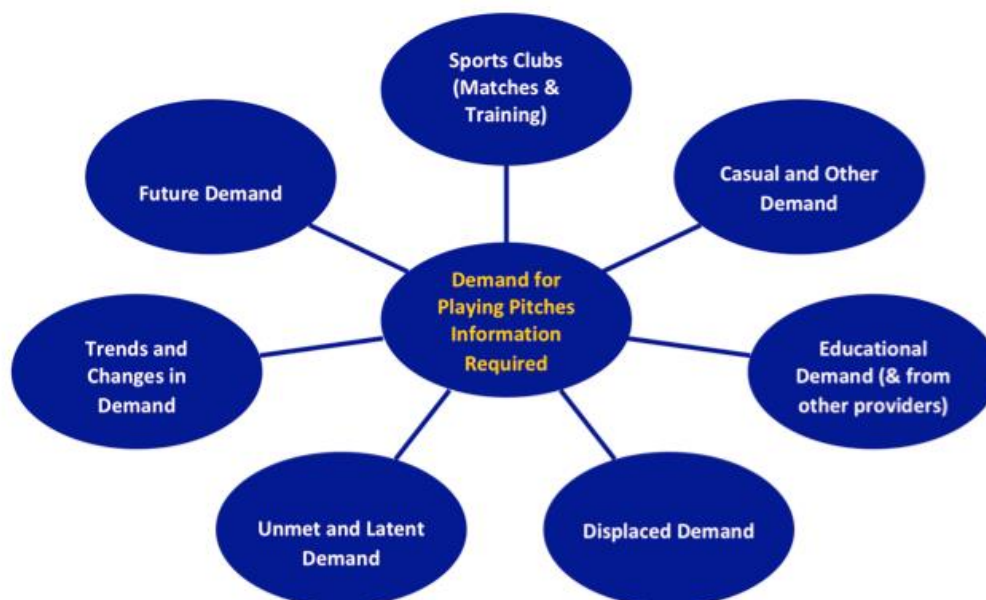 Sports Clubs
(Matches &
Training)
Future Demand
Casual and Other
Demand
Demand for
Playing Pitches
Information
Required
Trends and
Changes in
Demand
Educational
Demand (& from
other providers)
Unmet and Latent
Demand
Displaced Demand